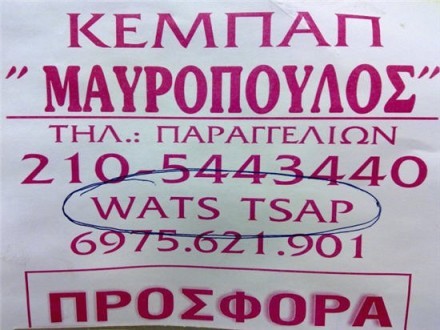 ΚΕΜΠΑΠ
"ΜΑΥΡΟΠΟΥΛΟΣ"
ΤΗΛ.: ΠΑΡΑΓΓΕΛΙΩΝ
210-5443440
WATS TSAP
6975.621.901
ΠΡΟΣΦΟΡΑ